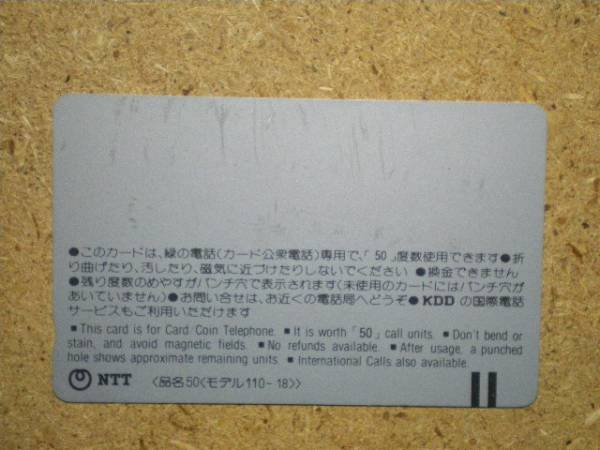 ●このカードは、緑の電話(カード公衆電話)専用で、「50」度数使用できます●折
り曲げたり、汚したり、磁気に近づけたりしないでください ●換金できません
●残り度数のめやすがパンチ穴で表示されます(未使用のカードにはパンチ穴が
あいていません)●お問い合せは、お近くの電話局へどうぞ●KDDの国際電話
サービスもご利用いただけます
■This card is for Card/Coin Telephone. ■It is worth「50」call units. ■Don't bend or
stain, and avoid magnetic fields. ■No refunds available. ■After usage, a punched
hole shows approximate remaining units. ■International Calls also available.
NTT 〈品名50〈モデル110-18〉〉